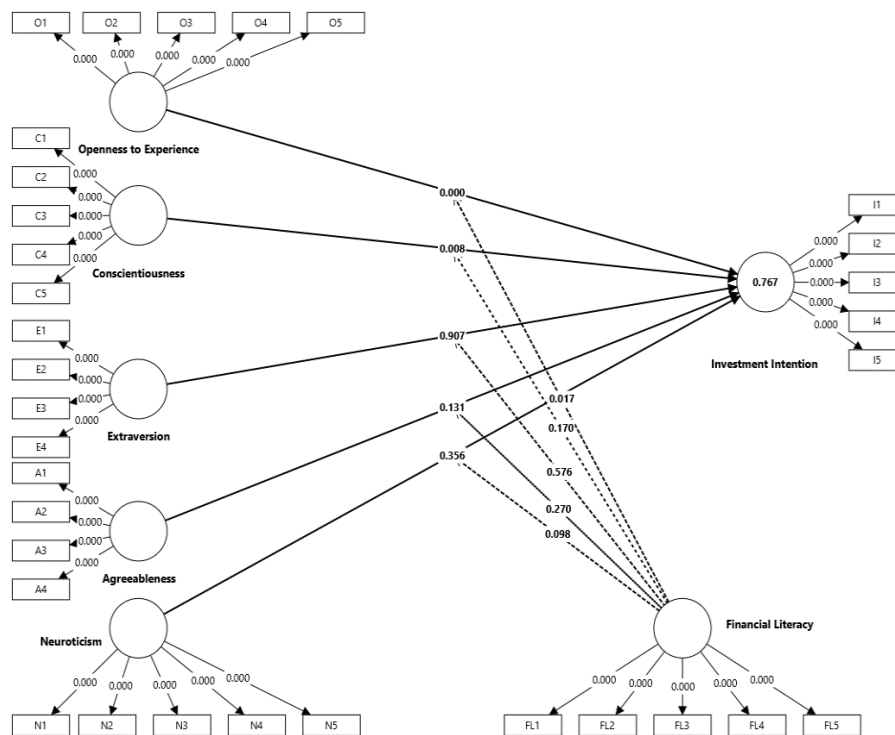 O1 O2 O3 O4 O5
0.000 0.000 0.000 0.000 0.000
Openness to Experience
C1
C2
C3
C4
C5
0.000
0.000
0.000
0.000
0.000
Conscientiousness
E1
E2
E3
E4
0.000
0.000
0.000
0.000
Extraversion
A1
A2
A3
A4
0.000
0.000
0.000
0.000
Agreeableness
Neuroticism
0.000 0.000 0.000 0.000 0.000
N1 N2 N3 N4 N5
0.000
0.008
0.907
0.131
0.356
0.017
0.170
0.576
0.270
0.098
0.767
Investment Intention
0.000
0.000
0.000
0.000
0.000
I1
I2
I3
I4
I5
Financial Literacy
0.000 0.000 0.000 0.000 0.000
FL1 FL2 FL3 FL4 FL5